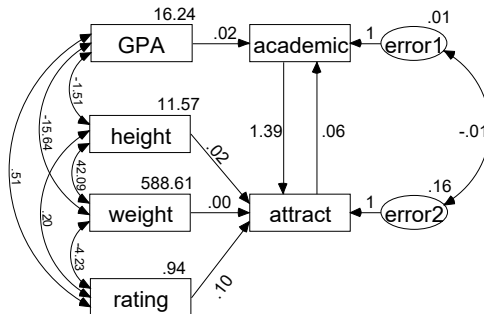 16.24
.01
GPA
.02
academic
1
error1
-1.51
11.57
-15.64
height
.02
1.39
.06
-.01
.51
42.09
588.61
.16
weight
.00
attract
1
error2
.20
-4.23
.94
.10
rating